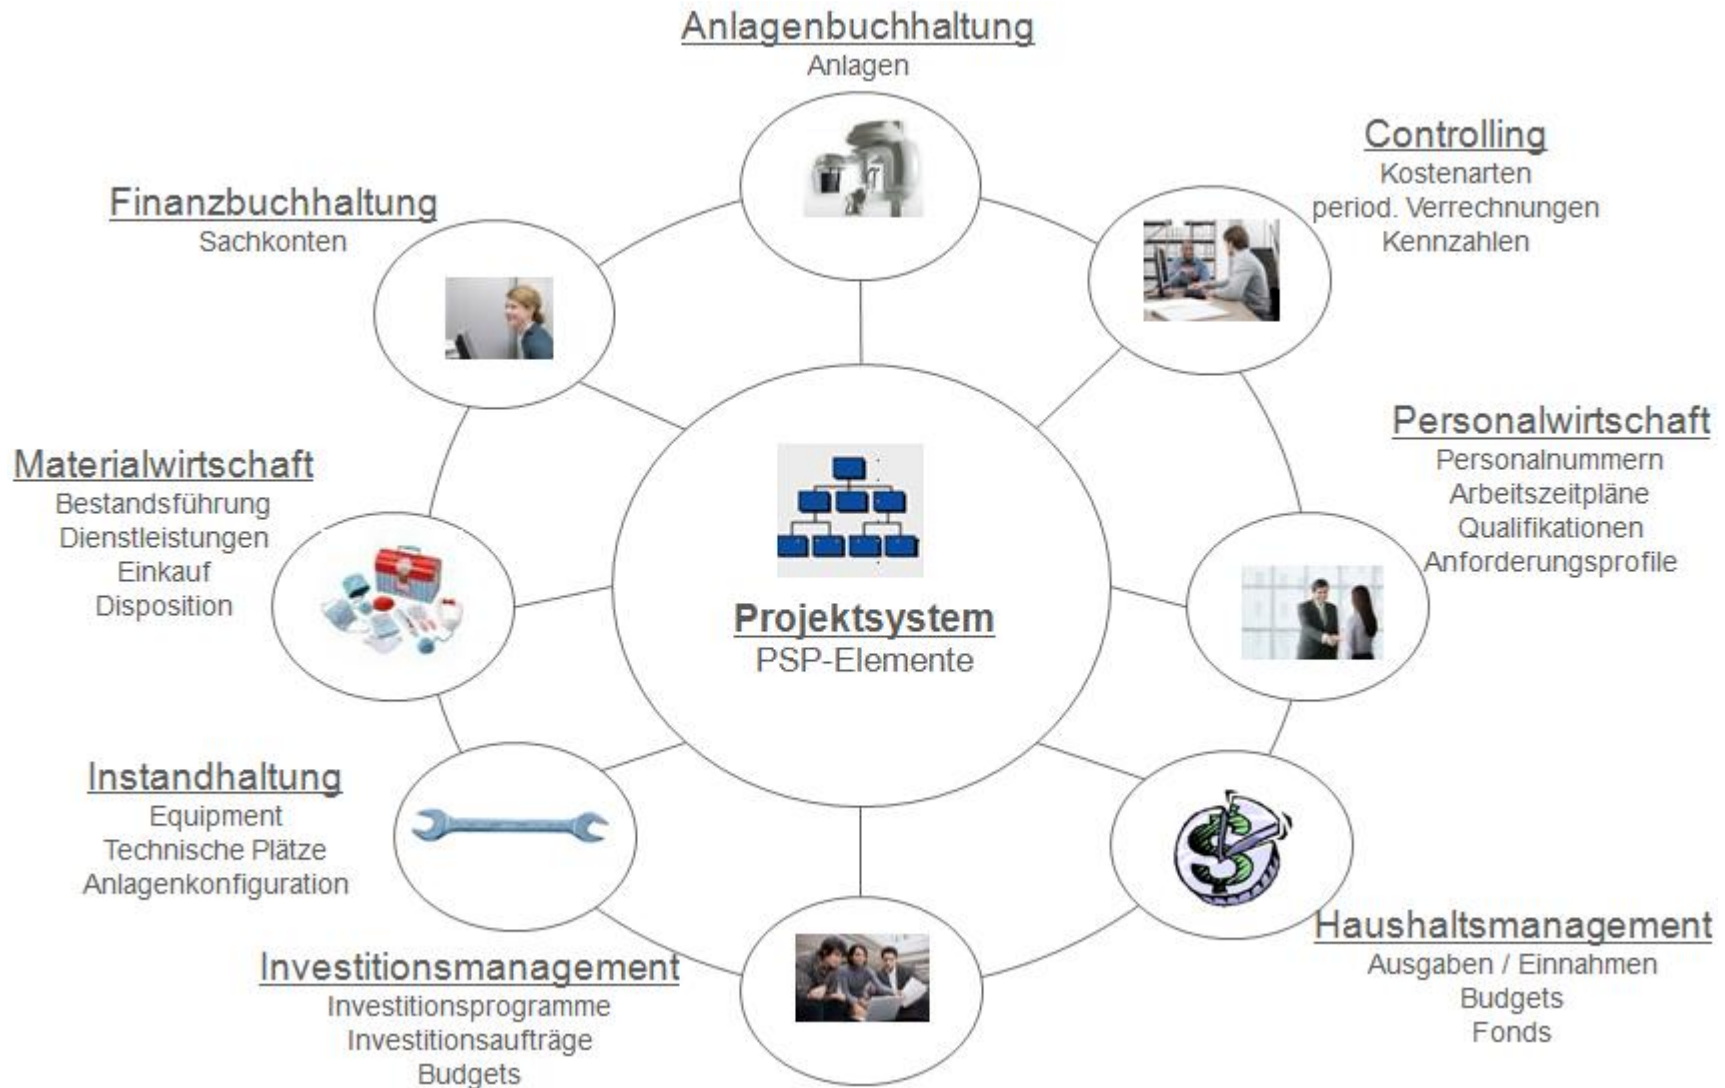 Anlagenbuchhaltung
Anlagen
Controlling
Kostenarten
period. Verrechnungen
Kennzahlen
Finanzbuchhaltung
Sachkonten
Personalwirtschaft
Personalnummern
Arbeitszeitpläne
Qualifikationen
Anforderungsprofile
Materialwirtschaft
Bestandsführung
Dienstleistungen
Einkauf
Disposition
Projektsystem
PSP-Elemente
Instandhaltung
Equipment
Technische Plätze
Anlagenkonfiguration
Haushaltsmanagement
Ausgaben / Einnahmen
Budgets
Fonds
Investitionsmanagement
Investitionsprogramme
Investitionsaufträge
Budgets